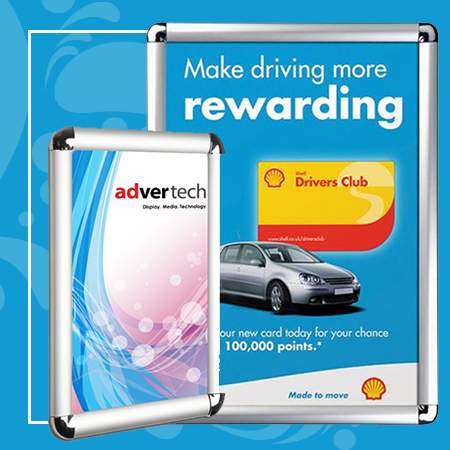 Make driving more
rewarding
Shell
Drivers Club
www.shell.co.uk/driversclub
our new card today for your chance
100,000 points.*
Made to move
advertech
Display. Media. Technology